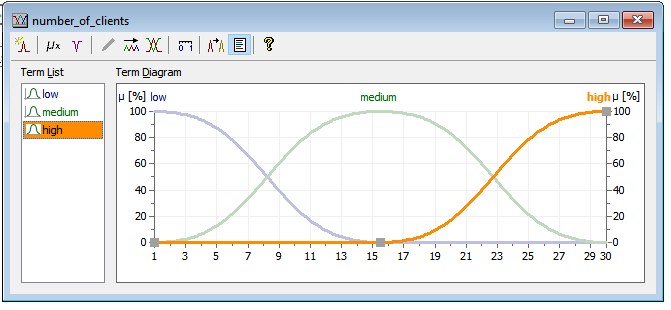 number_of_clients
μx
?
Term List
Term Diagram
low
medium
high
μ [%] low medium high μ [%]
100 100
80 80
60 60
40 40
20 20
0 0
1 3 5 7 9 11 13 15 17 19 21 23 25 27 29 30